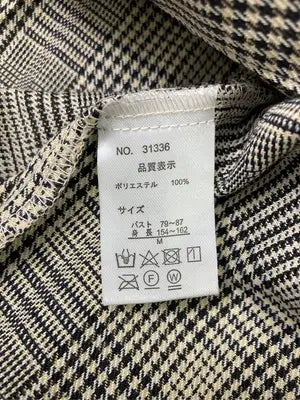 NO. 31336
品質表示
ポリエステル 100%
サイズ
バスト 79~87
身長 154~162
M
F W